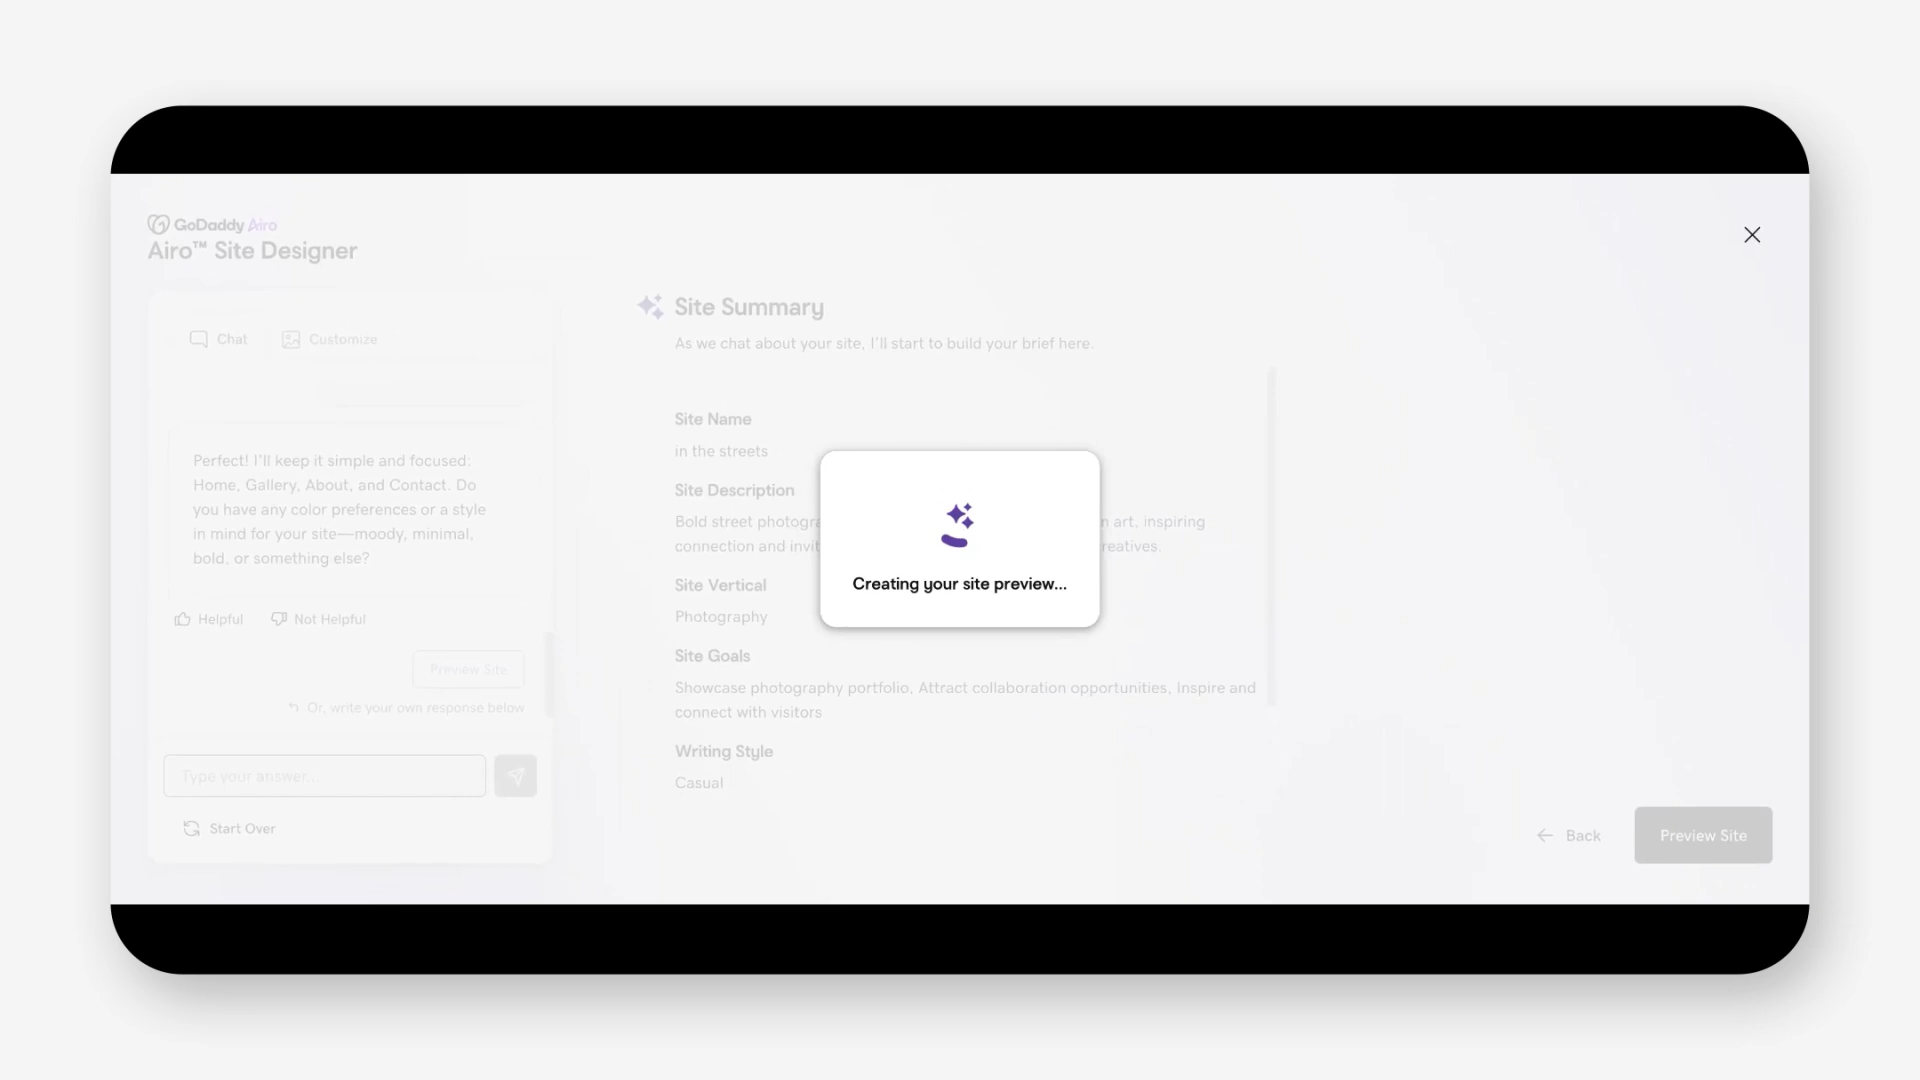 GoDaddy Airo
Airo™ Site Designer
Chat
Customize
Perfect! I'll keep it simple and focused:
Home, Gallery, About, and Contact. Do
you have any color preferences or a style
in mind for your site—moody, minimal,
bold, or something else?
Helpful
Not Helpful
Preview Site
Or, write your own response below
Type your answer...
Start Over
Site Summary
As we chat about your site, I'll start to build your brief here.
Site Name
in the streets
Site Description
Bold street photogra n art, inspiring
connection and invit reatives.
Site Vertical
Photography
Site Goals
Showcase photography portfolio, Attract collaboration opportunities, Inspire and
connect with visitors
Writing Style
Casual
Creating your site preview...
Back
Preview Site